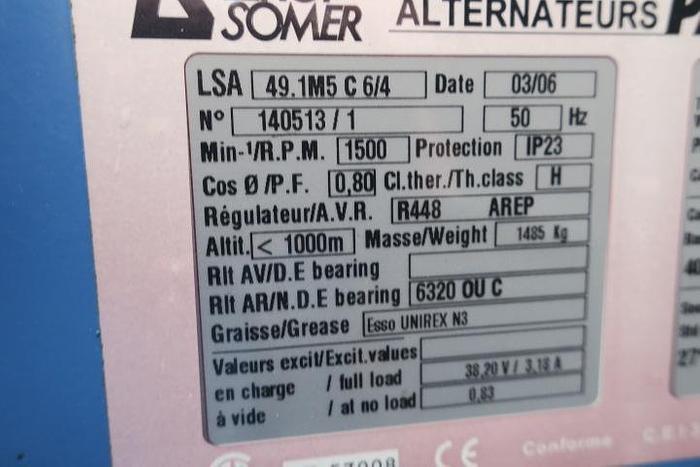 SOMER ALTERNATEURS
LSA 49.1M5 C 6/4 Date 03/06
N° 140513 / 1 50 Hz
Min-¹/R.P.M. 1500 Protection IP23
Cos Ø /P.F. 0,80 Cl.ther./Th.class H
Régulateur/A.V.R. R448 AREP
Altit. < 1000m Masse/Weight 1485 Kg
Rlt AV/D.E bearing
Rlt AR/N.D.E bearing 6320 OU C
Graisse/Grease Esso UNIREX N3
Valeurs excit/Excit.values
en charge / full load 38,20 V / 3,18 A
à vide / at no load 0,83
CE Conforme C.E.I